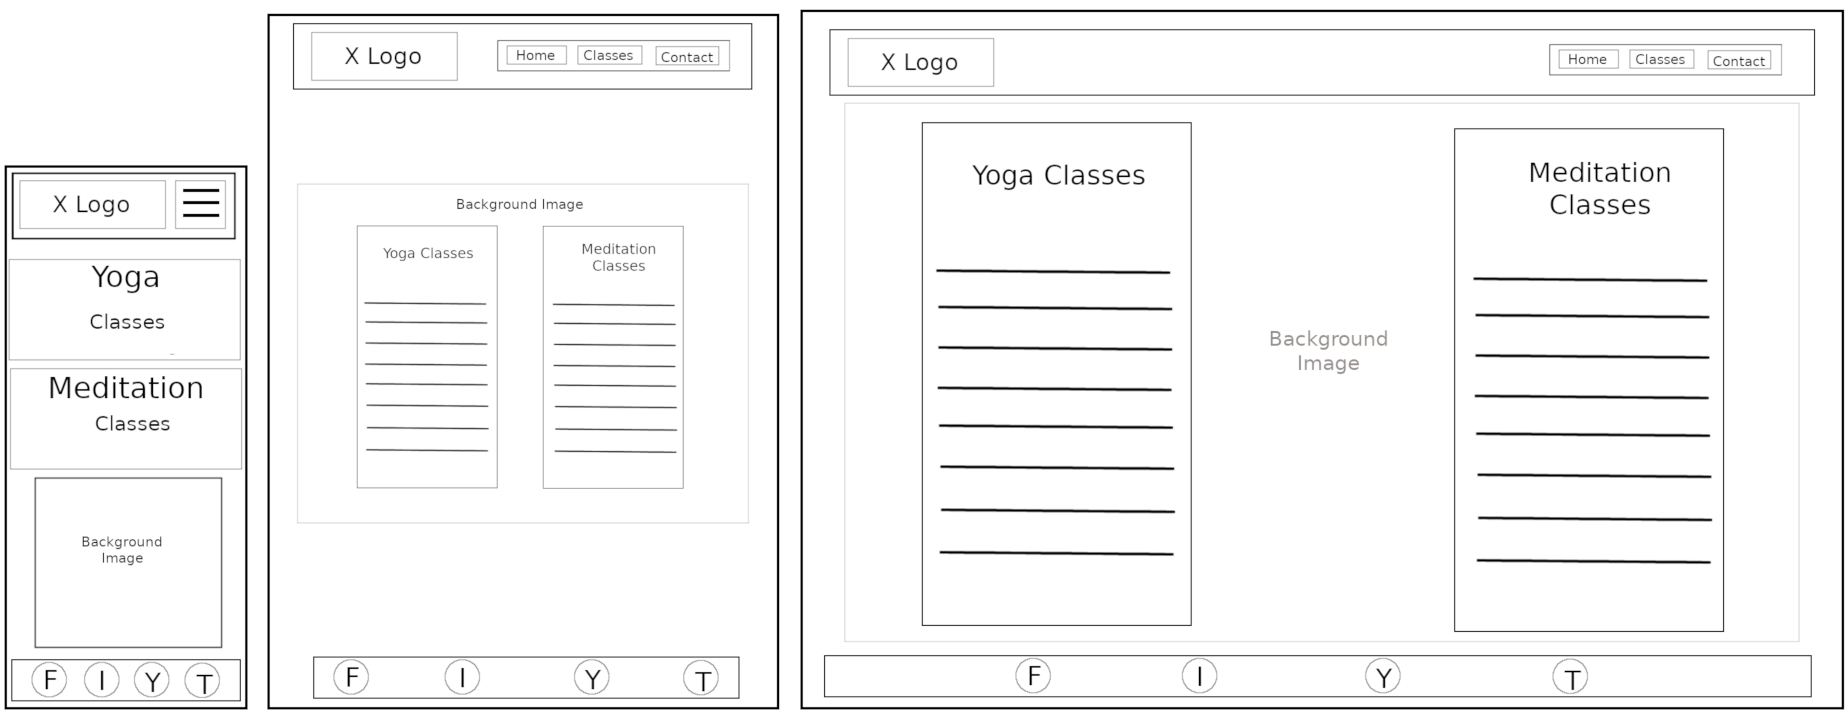 X Logo
Yoga
Classes
Meditation
Classes
Background
Image
F I Y T
X Logo
Home Classes Contact
Background Image
Yoga Classes
Meditation
Classes
F I Y T
X Logo
Home Classes Contact
Yoga Classes
Meditation
Classes
Background
Image
F I Y T